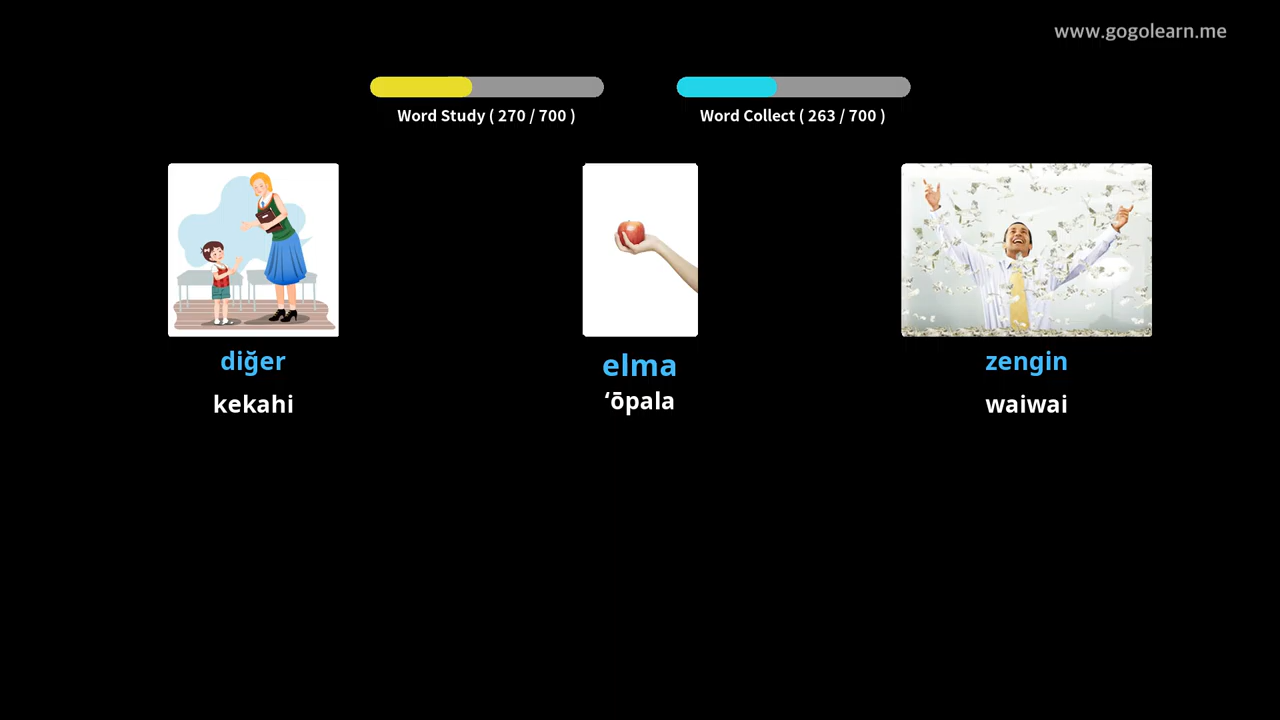 www.gogolearn.me
Word Study ( 270 / 700 )
Word Collect ( 263 / 700 )
diğer
elma
zengin
kekahi
ʻōpala
waiwai